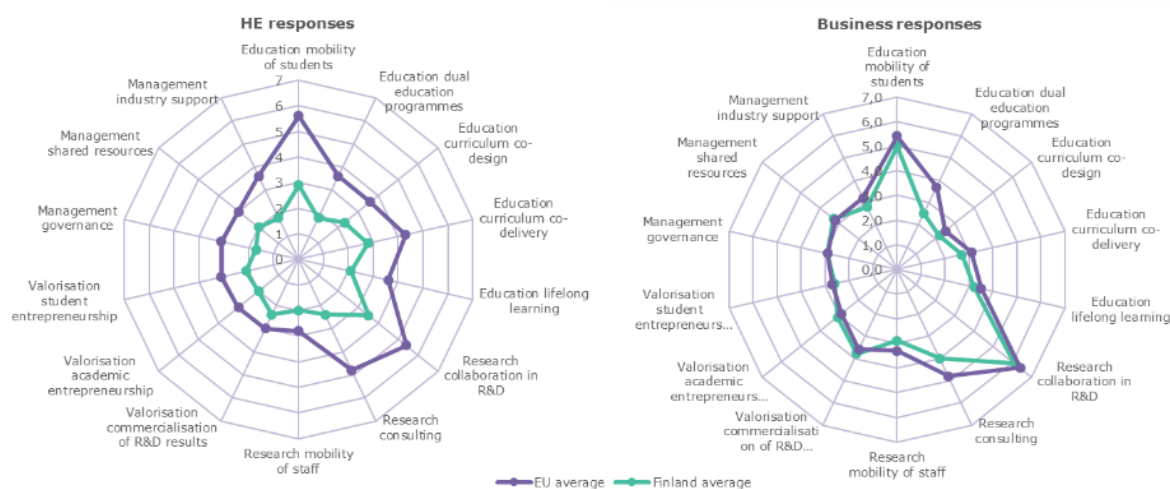 HE responses
Education mobility
of students
Education dual
education
programmes
Education
curriculum co-
design
Education
curriculum co-
delivery
Education lifelong
learning
Research
collaboration in
R&D
Research
consulting
Research mobility
of staff
Valorisation
commercialisation
of R&D results
Valorisation
academic
entrepreneurship
Valorisation
student
entrepreneurship
Management
governance
Management
shared resources
Management
industry support
7
6
5
4
3
2
1
0
Business responses
Education
mobility of
students
Education dual
education
programmes
Education
curriculum co-
design
Education
curriculum co-
delivery
Education
lifelong learning
Research
collaboration in
R&D
Research
consulting
Research
mobility of staff
Valorisation
commercialisati
on of R&D...
Valorisation
academic
entrepreneurs...
Valorisation
student
entrepreneurs...
Management
governance
Management
shared
resources
Management
industry support
7,0
6,0
5,0
4,0
3,0
2,0
1,0
0,0
EU average
Finland average